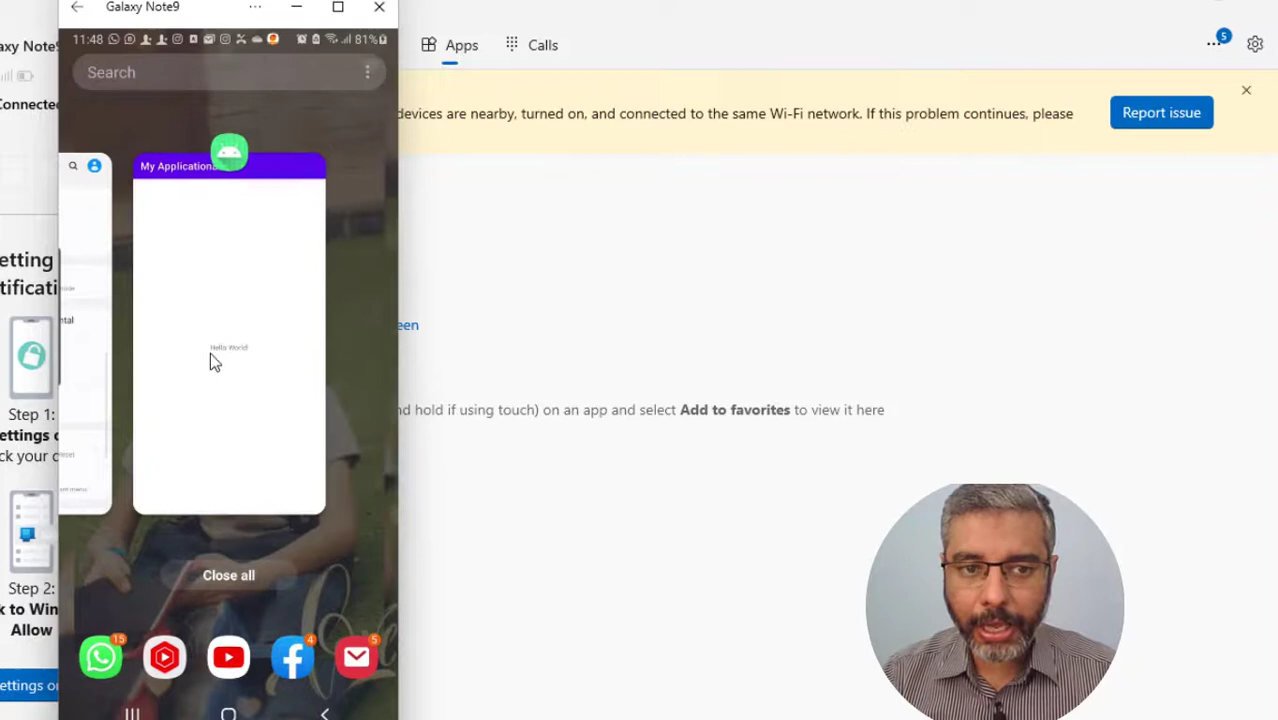 Galaxy Note9
11:48
81%
Search
My Application
Hello World
Close all
15
4
5
axy Note9
Connected
etting
tificati
Step 1:
ettings o
ck your d
Step 2:
k to Win
Allow
ettings on
Apps
Calls
5
devices are nearby, turned on, and connected to the same Wi-Fi network. If this problem continues, please
Report issue
een
nd hold if using touch) on an app and select Add to favorites to view it here